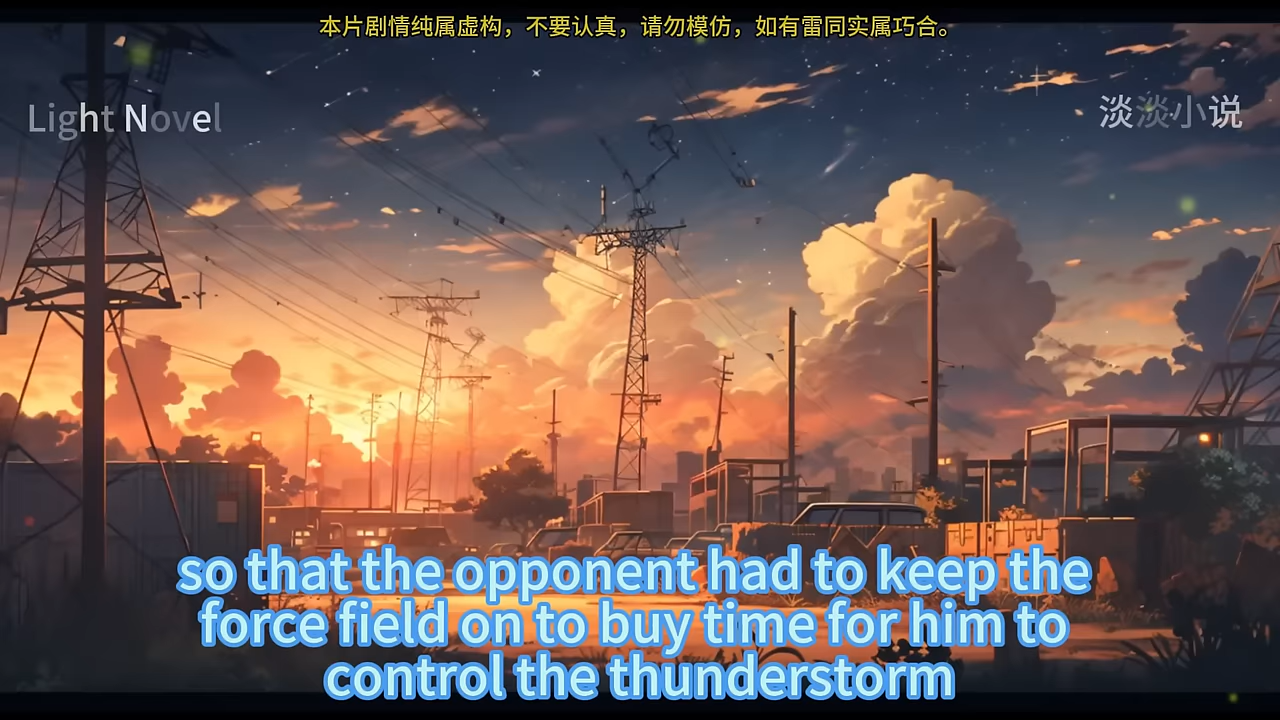 本片剧情纯属虚构，不要认真，请勿模仿，如有雷同实属巧合。
Light Novel
淡淡小说
so that the opponent had to keep the
force field on to buy time for him to
control the thunderstorm